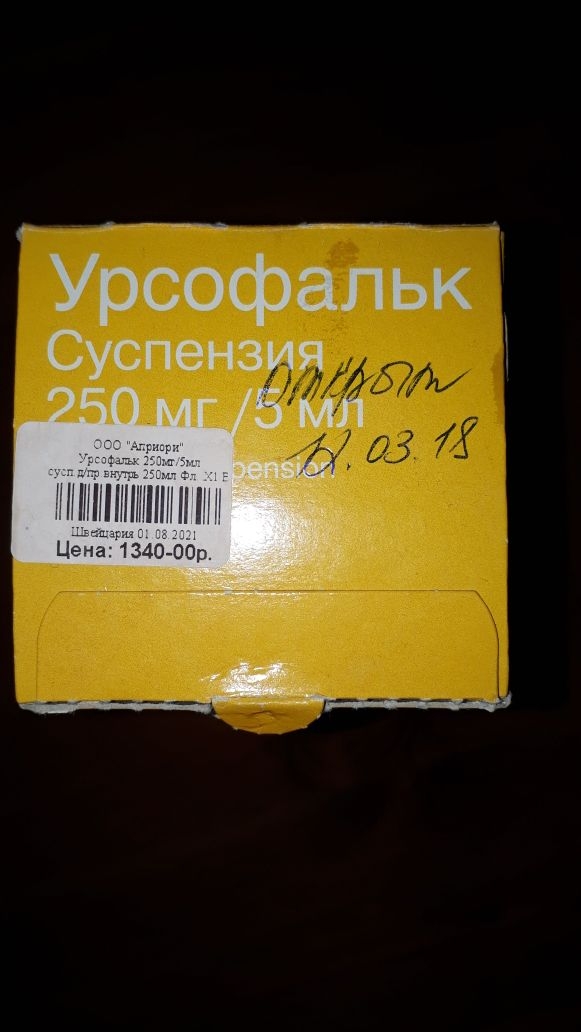 Урсофальк
Суспензия
250 мг/5 мл
открыт
.03.18
pension
ООО "Априори"
Урсофальк 250мг/5мл
сусп д/пр внутрь 250мл Фл. .X1 В
Швейцария 01.08.2021
Цена: 1340-00р.